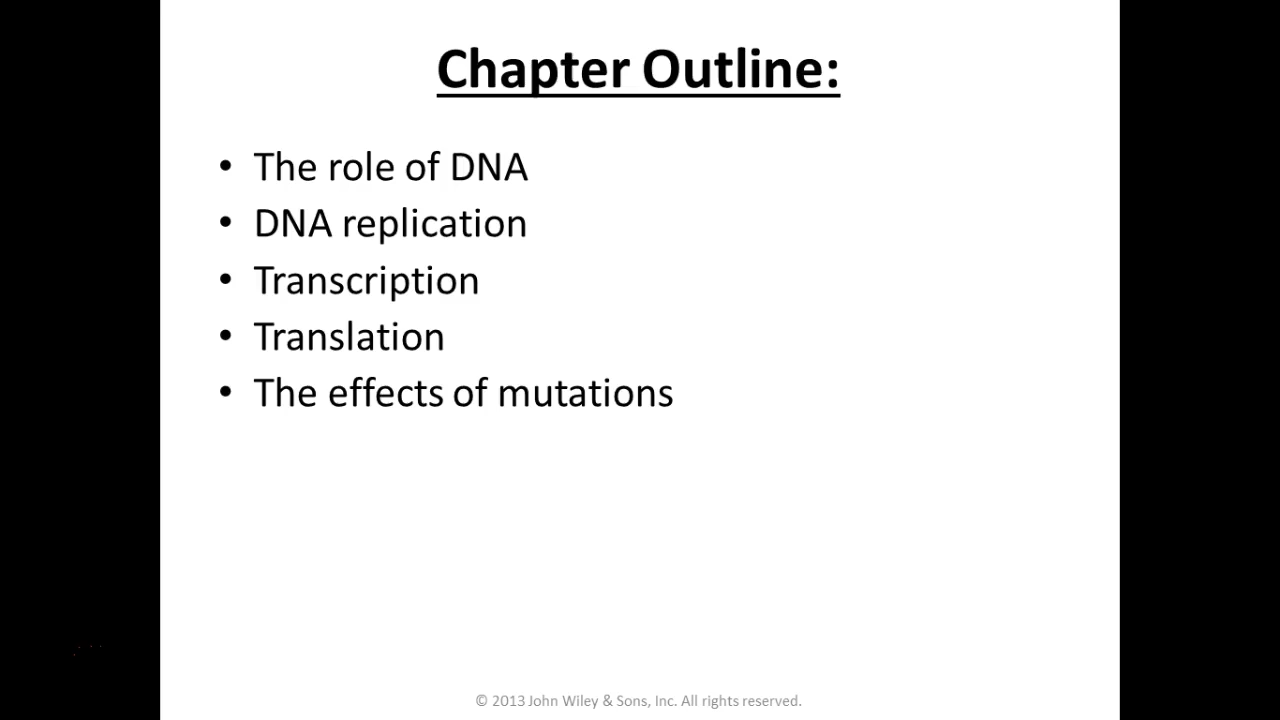 Chapter Outline:
• The role of DNA
• DNA replication
• Transcription
• Translation
• The effects of mutations
© 2013 John Wiley & Sons, Inc. All rights reserved.